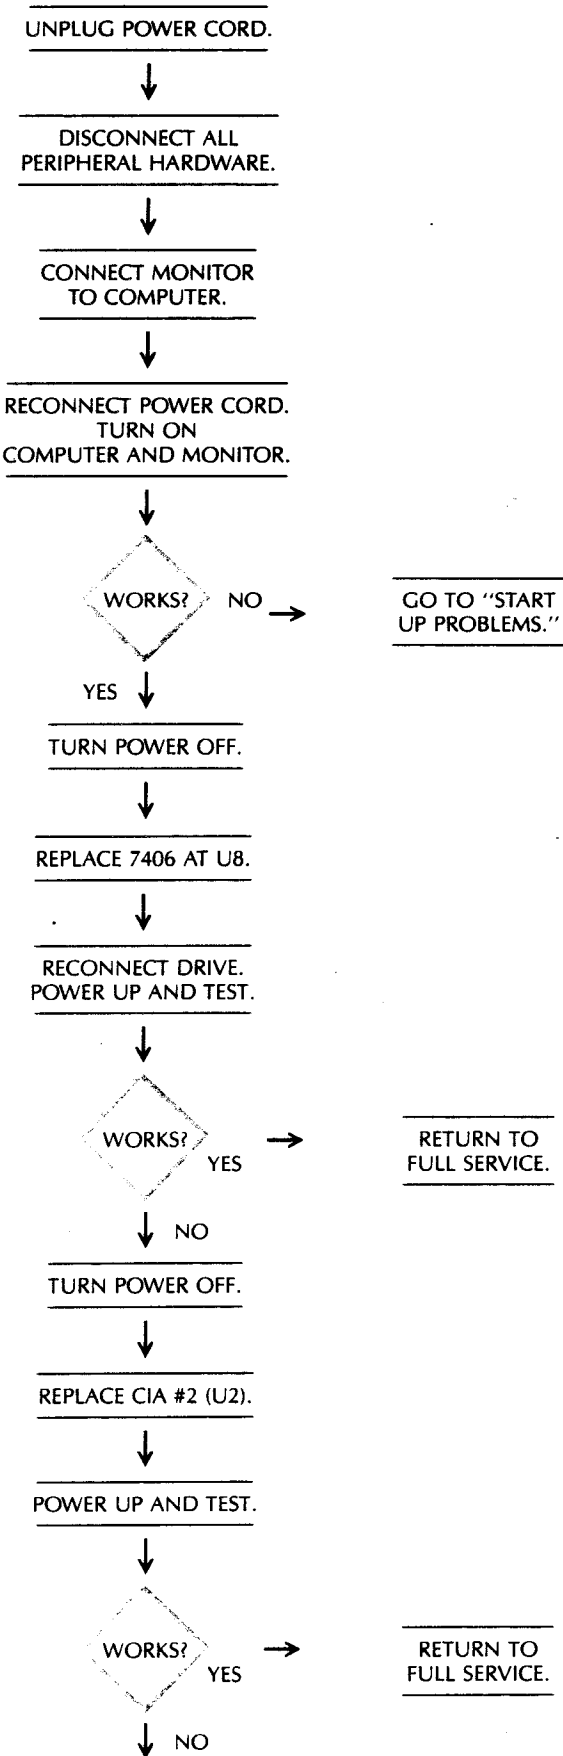 UNPLUG POWER CORD.
DISCONNECT ALL
PERIPHERAL HARDWARE.
CONNECT MONITOR
TO COMPUTER.
RECONNECT POWER CORD.
TURN ON
COMPUTER AND MONITOR.
WORKS? NO
GO TO "START
UP PROBLEMS."
YES
TURN POWER OFF.
REPLACE 7406 AT U8.
RECONNECT DRIVE.
POWER UP AND TEST.
WORKS?
YES
RETURN TO
FULL SERVICE.
NO
TURN POWER OFF.
REPLACE CIA #2 (U2).
POWER UP AND TEST.
WORKS?
YES
RETURN TO
FULL SERVICE.
NO